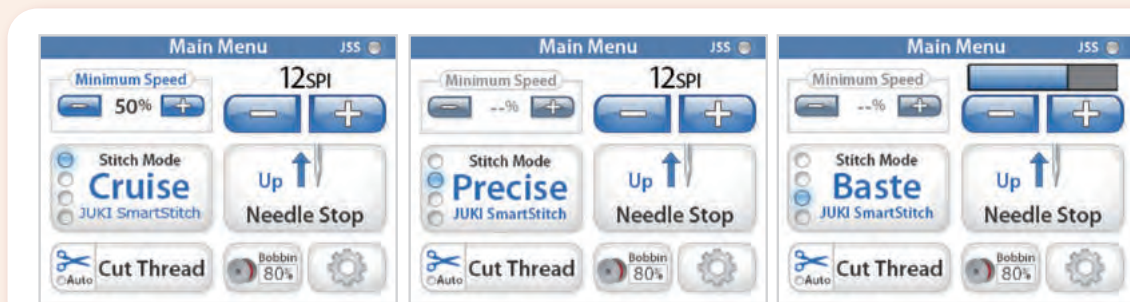 Main Menu JSS
Minimum Speed
50%
12SPI
Stitch Mode
Cruise
JUKI SmartStitch
Up
Needle Stop
Auto
Cut Thread
Bobbin
80%
Main Menu JSS
Minimum Speed
--%
12SPI
Stitch Mode
Precise
JUKI SmartStitch
Up
Needle Stop
Auto
Cut Thread
Bobbin
80%
Main Menu JSS
Minimum Speed
--%
Stitch Mode
Baste
JUKI SmartStitch
Up
Needle Stop
Auto
Cut Thread
Bobbin
80%